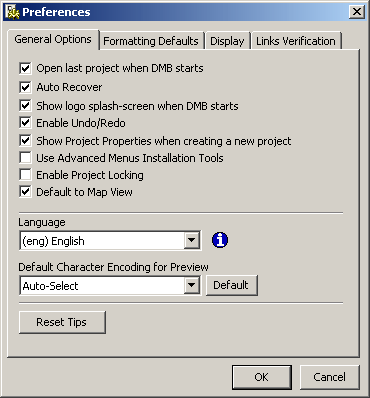 Preferences
General Options
Formatting Defaults
Display
Links Verification
Open last project when DMB starts
Auto Recover
Show logo splash-screen when DMB starts
Enable Undo/Redo
Show Project Properties when creating a new project
Use Advanced Menus Installation Tools
Enable Project Locking
Default to Map View
Language
(eng) English
Default Character Encoding for Preview
Auto-Select
Default
Reset Tips
OK
Cancel